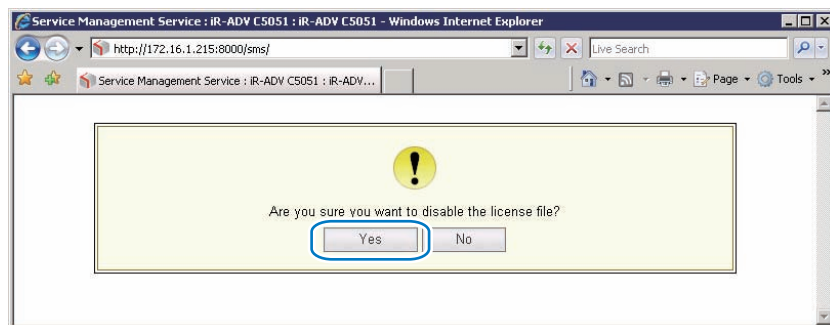 Service Management Service : iR-ADV C5051 : iR-ADV C5051 - Windows Internet Explorer
http://172.16.1.215:8000/sms/
Live Search
Service Management Service : iR-ADV C5051 : iR-ADV...
Page
Tools
»
!
Are you sure you want to disable the license file?
Yes No